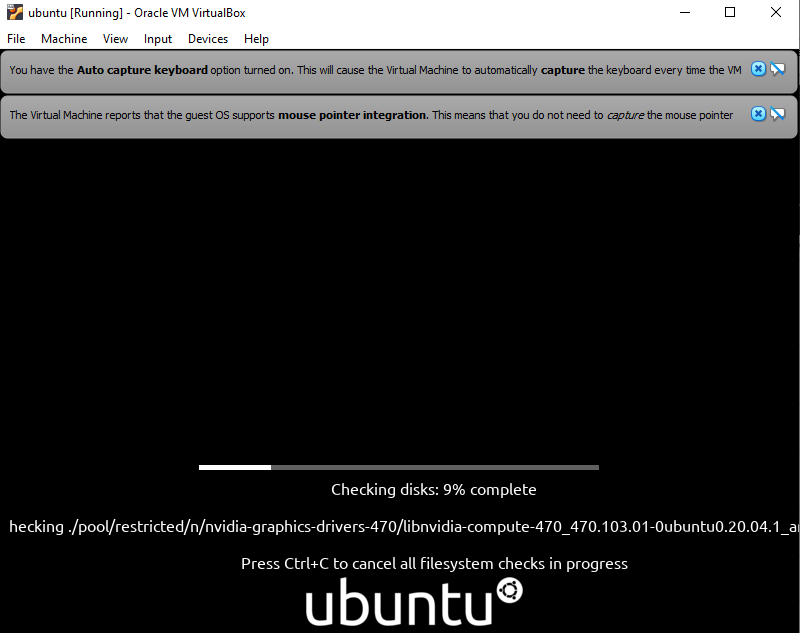 ubuntu [Running] - Oracle VM VirtualBox
File Machine View Input Devices Help
You have the Auto capture keyboard option turned on. This will cause the Virtual Machine to automatically capture the keyboard every time the VM
The Virtual Machine reports that the guest OS supports mouse pointer integration. This means that you do not need to capture the mouse pointer
Checking disks: 9% complete
hecking ./pool/restricted/n/nvidia-graphics-drivers-470/libnvidia-compute-470_470.103.01-0ubuntu0.20.04.1_a
Press Ctrl+C to cancel all filesystem checks in progress
ubuntu